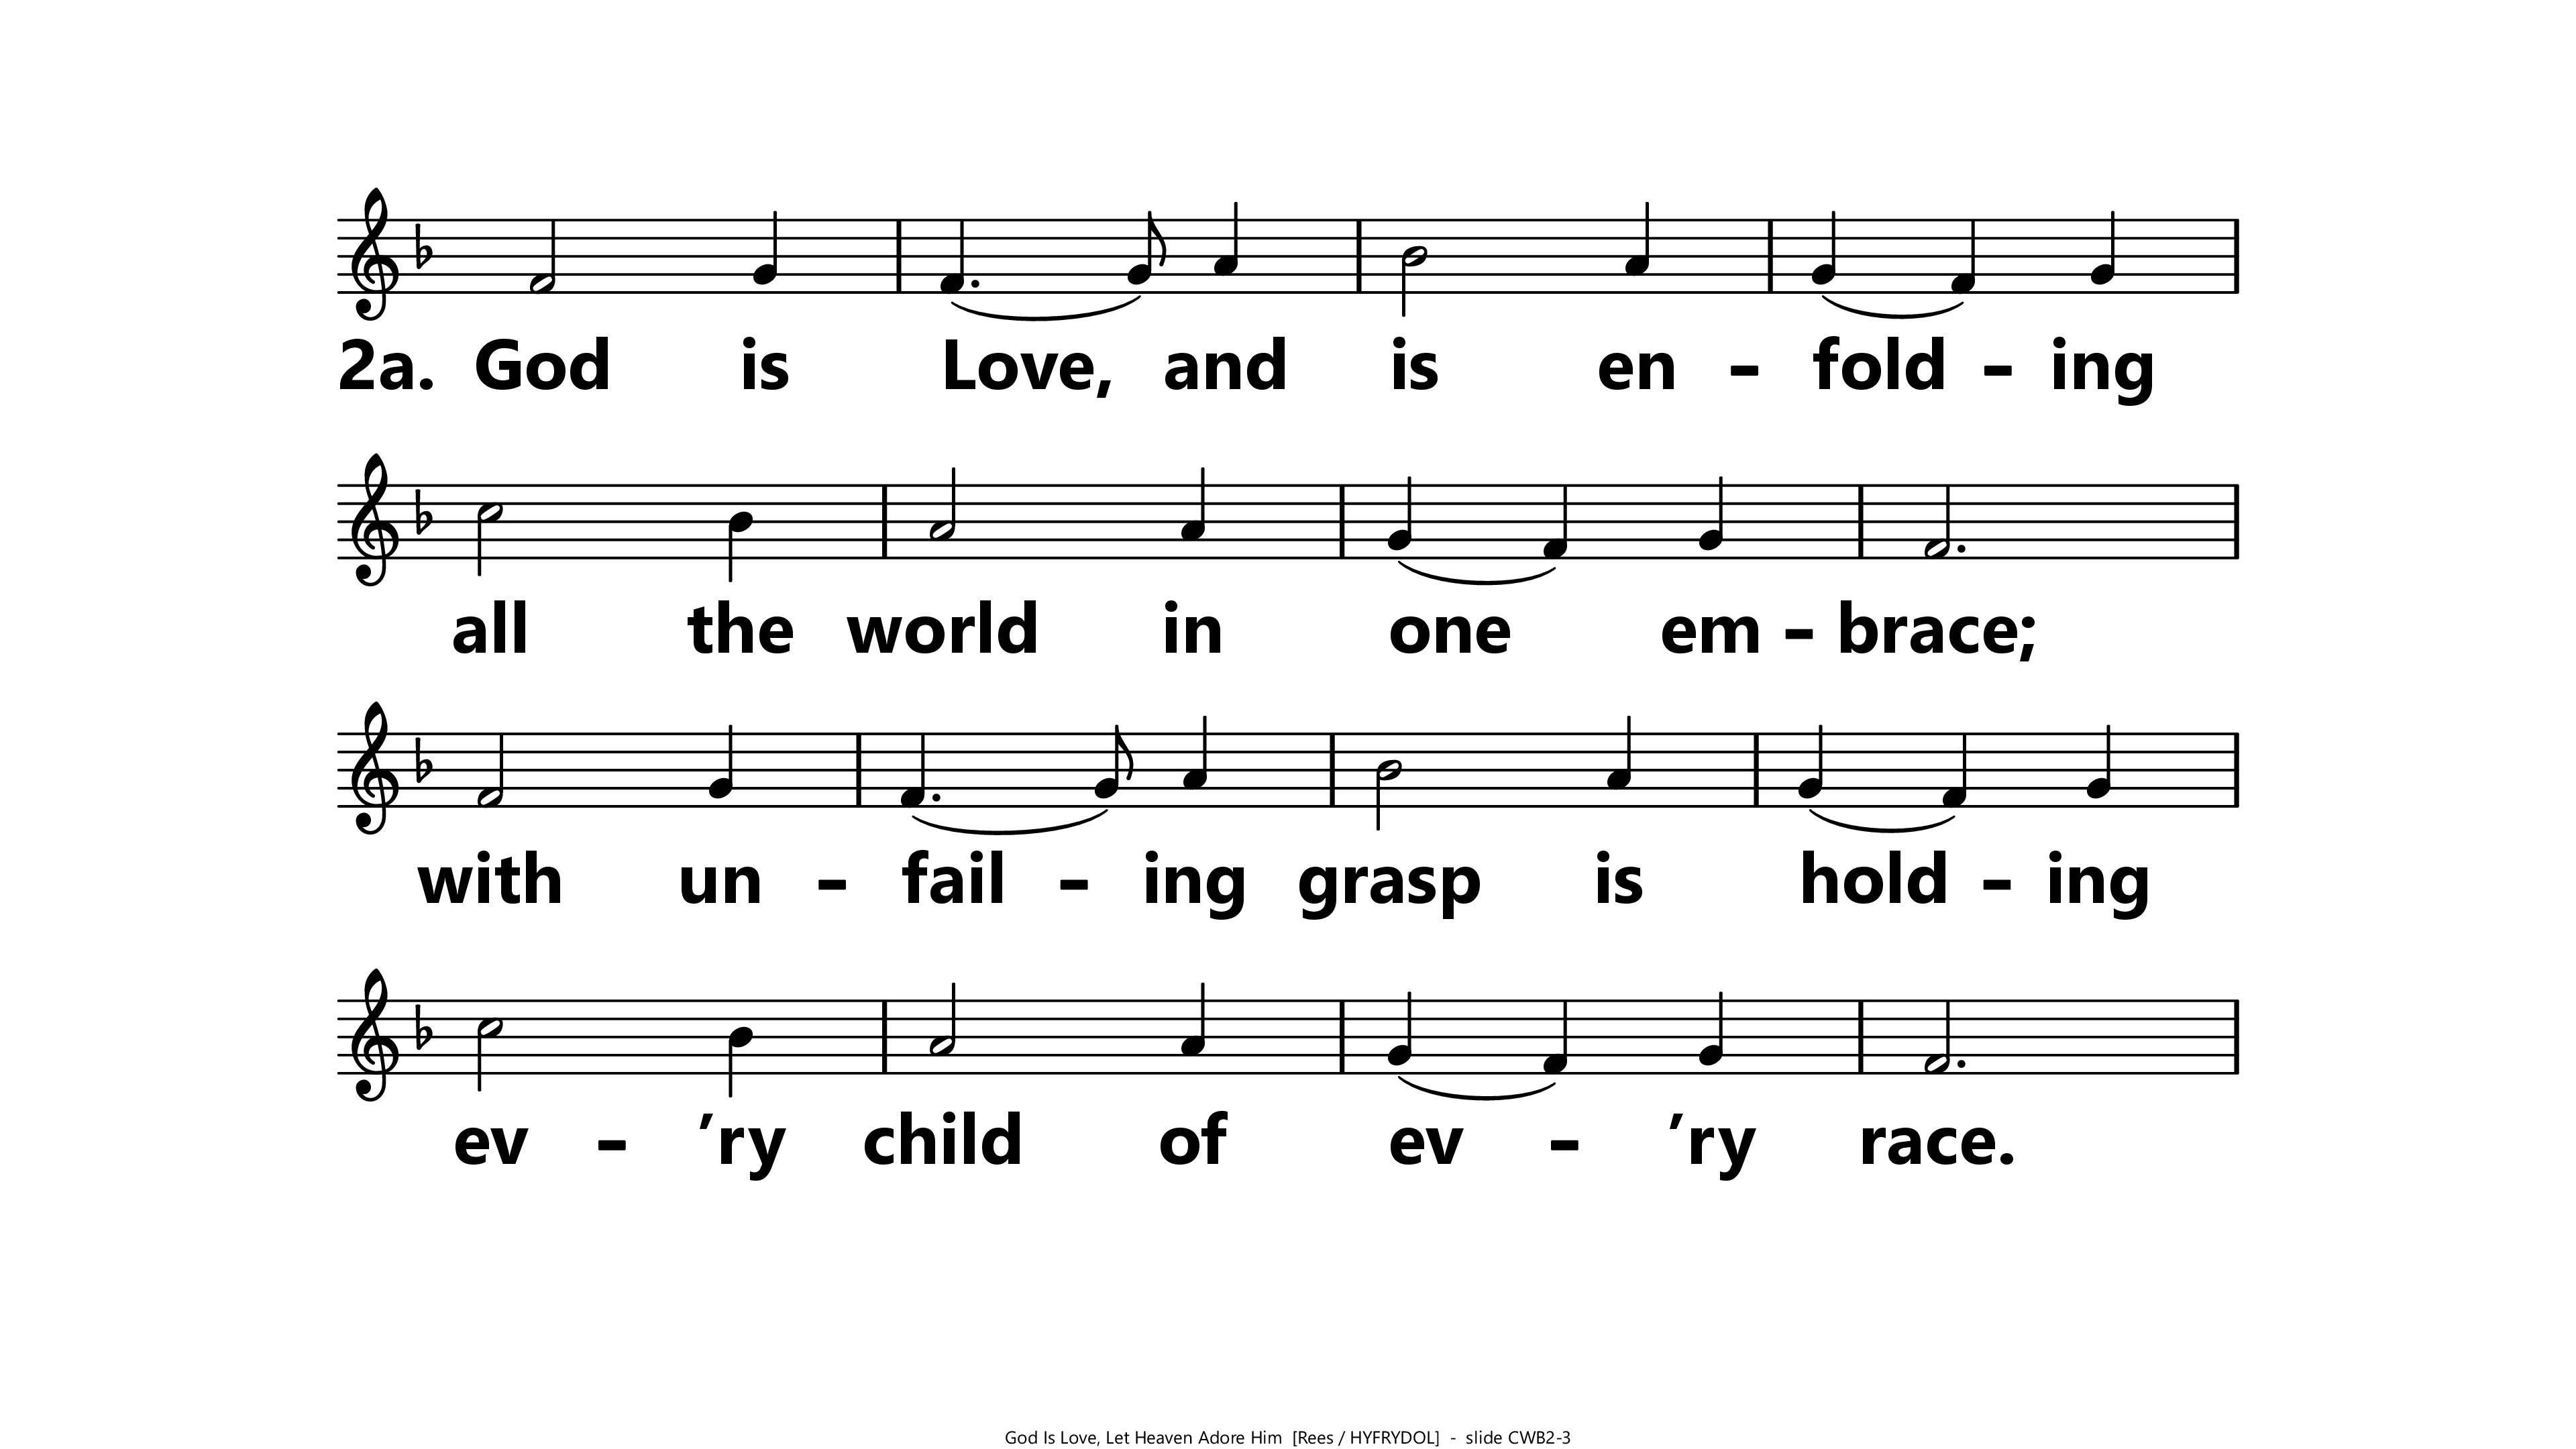 2a. God is Love, and is en – fold – ing
all the world in one em – brace;
with un – fail – ing grasp is hold – ing
ev – ’ry child of ev – ’ry race.
God Is Love, Let Heaven Adore Him [Rees / HYFRYDOL] - slide CWB2-3